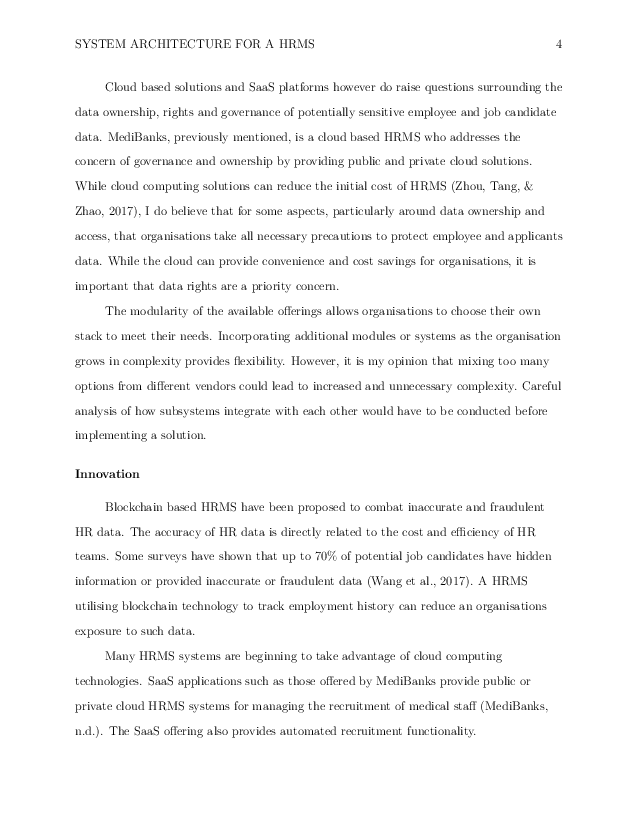 SYSTEM ARCHITECTURE FOR A HRMS 4
Cloud based solutions and SaaS platforms however do raise questions surrounding the
data ownership, rights and governance of potentially sensitive employee and job candidate
data. MediBanks, previously mentioned, is a cloud based HRMS who addresses the
concern of governance and ownership by providing public and private cloud solutions.
While cloud computing solutions can reduce the initial cost of HRMS (Zhou, Tang, &
Zhao, 2017), I do believe that for some aspects, particularly around data ownership and
access, that organisations take all necessary precautions to protect employee and applicants
data. While the cloud can provide convenience and cost savings for organisations, it is
important that data rights are a priority concern.
The modularity of the available offerings allows organisations to choose their own
stack to meet their needs. Incorporating additional modules or systems as the organisation
grows in complexity provides flexibility. However, it is my opinion that mixing too many
options from different vendors could lead to increased and unnecessary complexity. Careful
analysis of how subsystems integrate with each other would have to be conducted before
implementing a solution.
Innovation
Blockchain based HRMS have been proposed to combat inaccurate and fraudulent
HR data. The accuracy of HR data is directly related to the cost and efficiency of HR
teams. Some surveys have shown that up to 70% of potential job candidates have hidden
information or provided inaccurate or fraudulent data (Wang et al., 2017). A HRMS
utilising blockchain technology to track employment history can reduce an organisations
exposure to such data.
Many HRMS systems are beginning to take advantage of cloud computing
technologies. SaaS applications such as those offered by MediBanks provide public or
private cloud HRMS systems for managing the recruitment of medical staff (MediBanks,
n.d.). The SaaS offering also provides automated recruitment functionality.